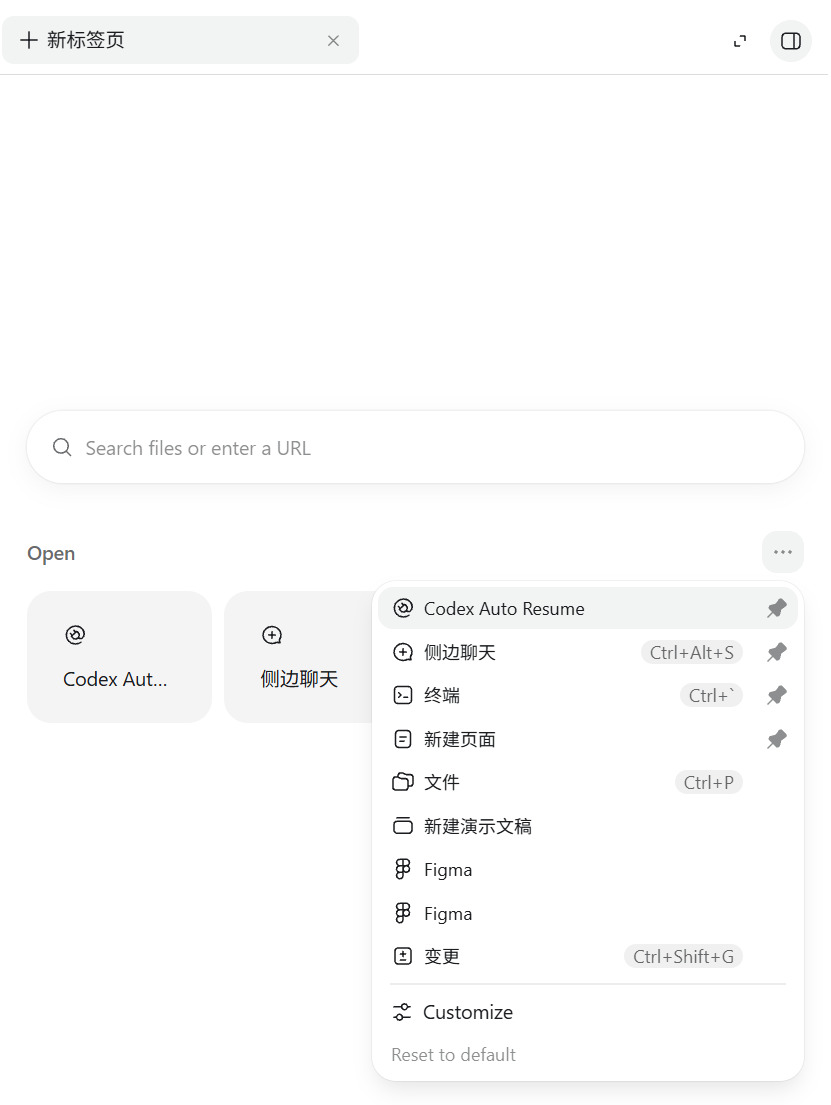 新标签页
Search files or enter a URL
Open
Codex Aut...
侧边聊天
Codex Auto Resume
侧边聊天 Ctrl+Alt+S
终端 Ctrl+`
新建页面
文件 Ctrl+P
新建演示文稿
Figma
Figma
变更 Ctrl+Shift+G
Customize
Reset to default